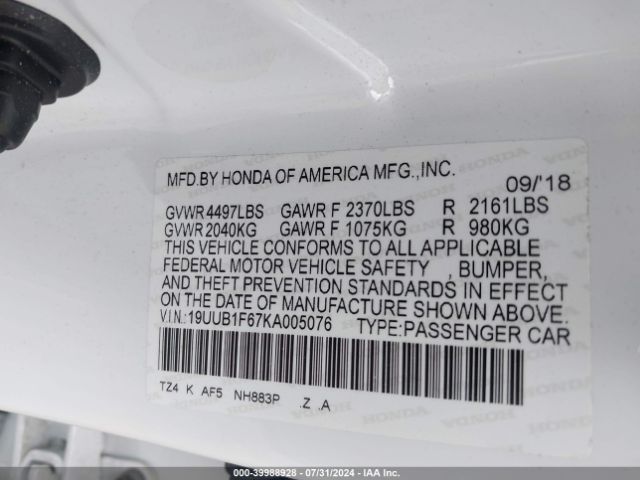 MFD.BY HONDA OF AMERICA MFG.,INC.
09/'18
GVWR 4497LBS GAWR F 2370LBS R 2161LBS
GVWR 2040KG GAWR F 1075KG R 980KG
THIS VEHICLE CONFORMS TO ALL APPLICABLE
FEDERAL MOTOR VEHICLE SAFETY , BUMPER,
AND THEFT PREVENTION STANDARDS IN EFFECT
ON THE DATE OF MANUFACTURE SHOWN ABOVE.
V.I.N.: 19UUB1F67KA005076 TYPE:PASSENGER CAR
TZ4 K AF5 NH883P .Z .A
000-39988928 - 07/31/2024 - IAA Inc.